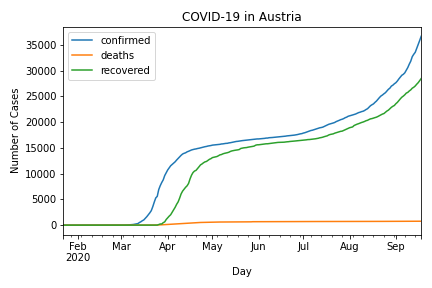 COVID-19 in Austria
confirmed
deaths
recovered
Number of Cases
35000
30000
25000
20000
15000
10000
5000
0
Feb Mar Apr May Jun Jul Aug Sep
2020
Day